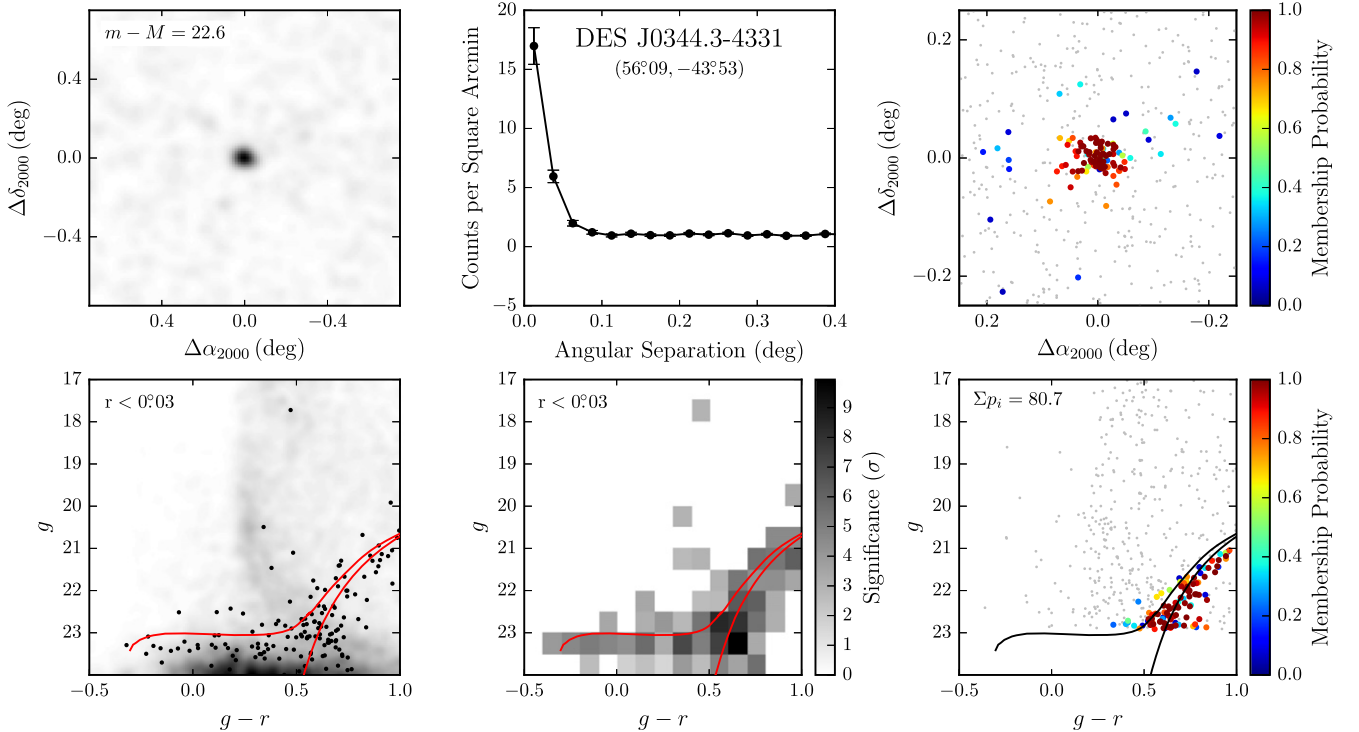 m − M = 22.6
Δδ2000 (deg)
0.4
0.0
−0.4
0.4 0.0 −0.4
Δα2000 (deg)
DES J0344.3-4331
(56°.09, −43°.53)
Counts per Square Arcmin
20
15
10
5
0
−5
0.0 0.1 0.2 0.3 0.4
Angular Separation (deg)
Δδ2000 (deg)
0.2
0.0
−0.2
0.2 0.0 −0.2
Δα2000 (deg)
1.0
0.8
0.6
0.4
0.2
0.0
Membership Probability
r < 0°.03
g
17
18
19
20
21
22
23
−0.5 0.0 0.5 1.0
g − r
r < 0°.03
g
17
18
19
20
21
22
23
−0.5 0.0 0.5 1.0
g − r
9
8
7
6
5
4
3
2
1
0
Significance (σ)
Σpi = 80.7
g
17
18
19
20
21
22
23
−0.5 0.0 0.5 1.0
g − r
1.0
0.8
0.6
0.4
0.2
0.0
Membership Probability